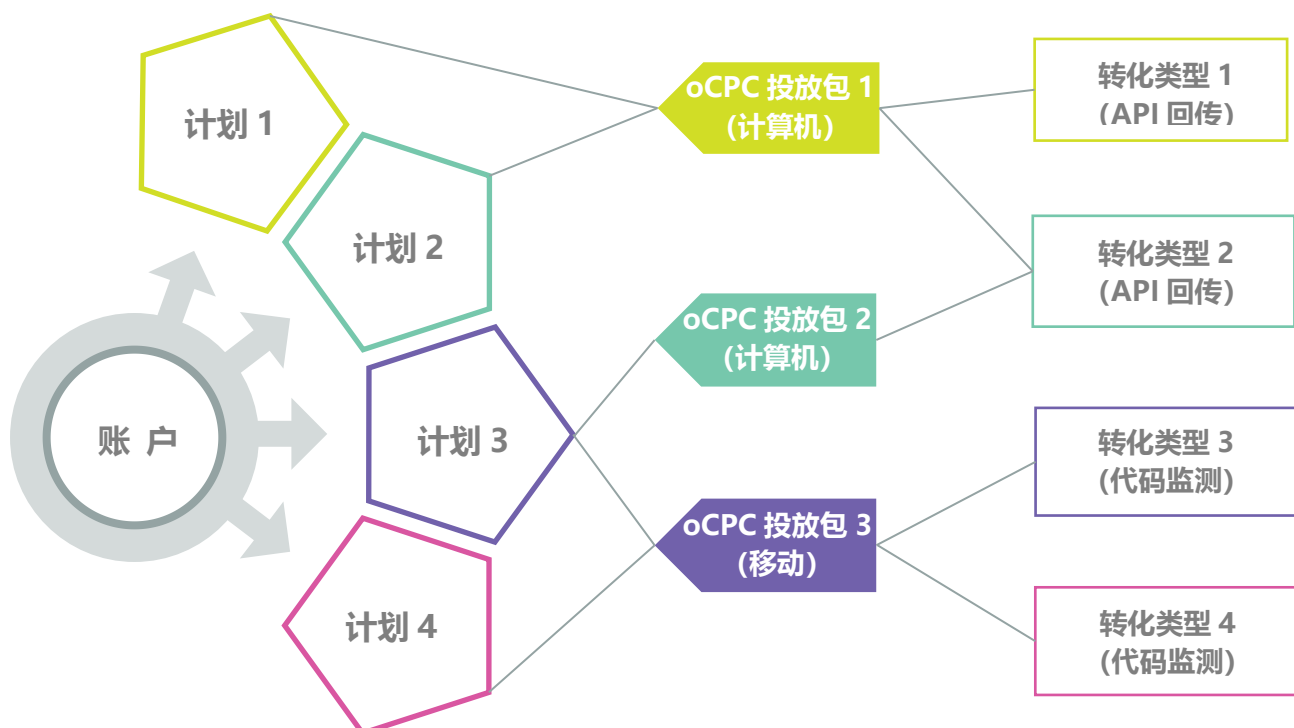 计划 1
计划 2
账 户
计划 3
计划 4
oCPC 投放包 1
(计算机)
oCPC 投放包 2
(计算机)
oCPC 投放包 3
(移动)
转化类型 1
(API 回传)
转化类型 2
(API 回传)
转化类型 3
(代码监测)
转化类型 4
(代码监测)